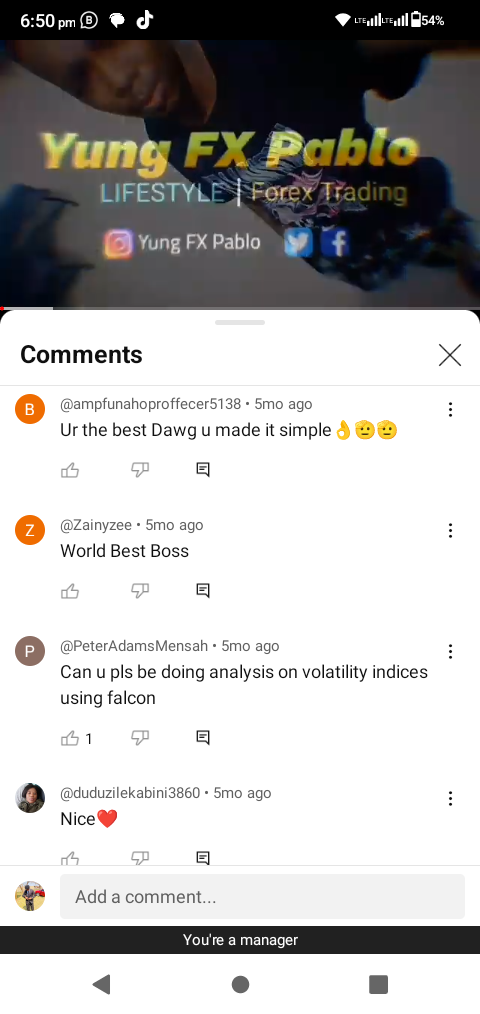 6:50 pm
LTE LTE 54%
Yung FX Pablo
LIFESTYLE | Forex Trading
Yung FX Pablo
Comments
B
@ampfunahoproffecer5138 • 5mo ago
Ur the best Dawg u made it simple👌🫡🫡
Z
@Zainyzee • 5mo ago
World Best Boss
P
@PeterAdamsMensah • 5mo ago
Can u pls be doing analysis on volatility indices
using falcon
1
@duduzilekabini3860 • 5mo ago
Nice❤️
Add a comment...
You're a manager